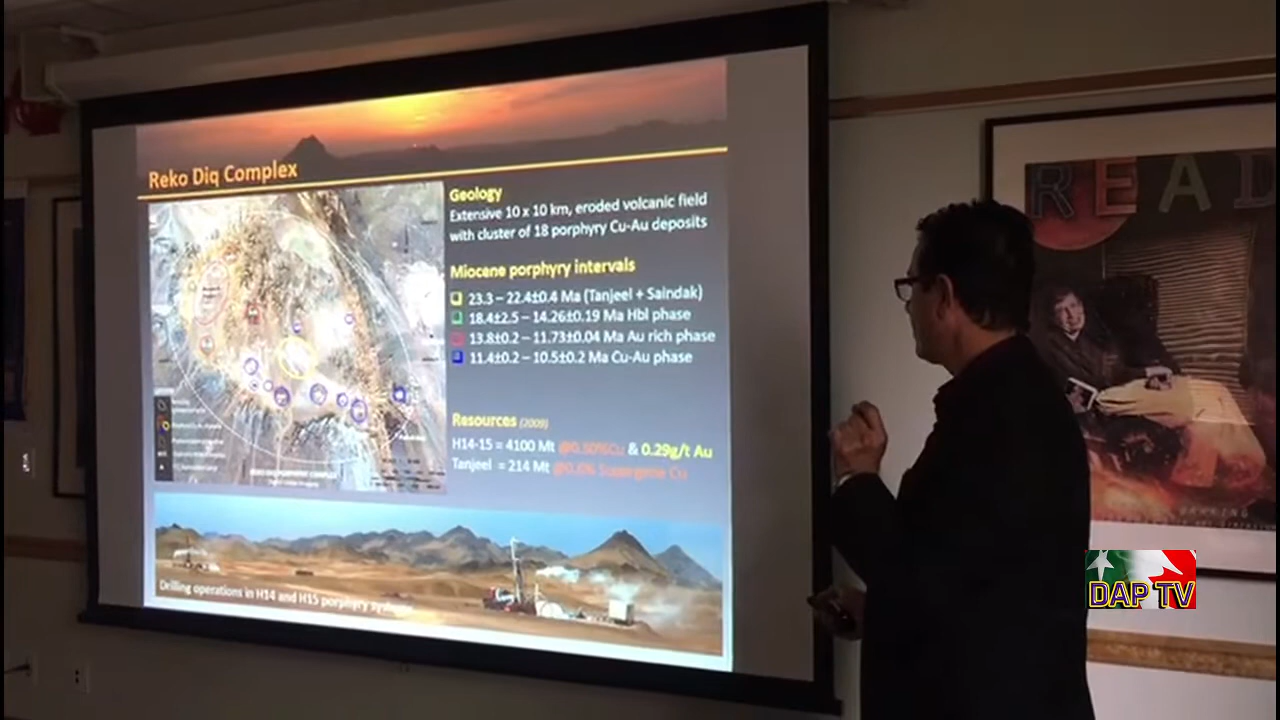 Reko Diq Complex
Geology
Extensive 10 x 10 km, eroded volcanic field
with cluster of 18 porphyry Cu-Au deposits
Miocene porphyry intervals
23.3 – 22.4±0.4 Ma (Tanjeel + Saindak)
18.4±2.5 – 14.26±0.19 Ma Hbl phase
13.8±0.2 – 11.73±0.04 Ma Au rich phase
11.4±0.2 – 10.5±0.2 Ma Cu-Au phase
Resources (2009)
H14-15 = 4100 Mt @0.50%Cu & 0.29g/t Au
Tanjeel = 214 Mt @0.6% Supergene Cu
Drilling operations in H14 and H15 porphyry
READ
DAP TV